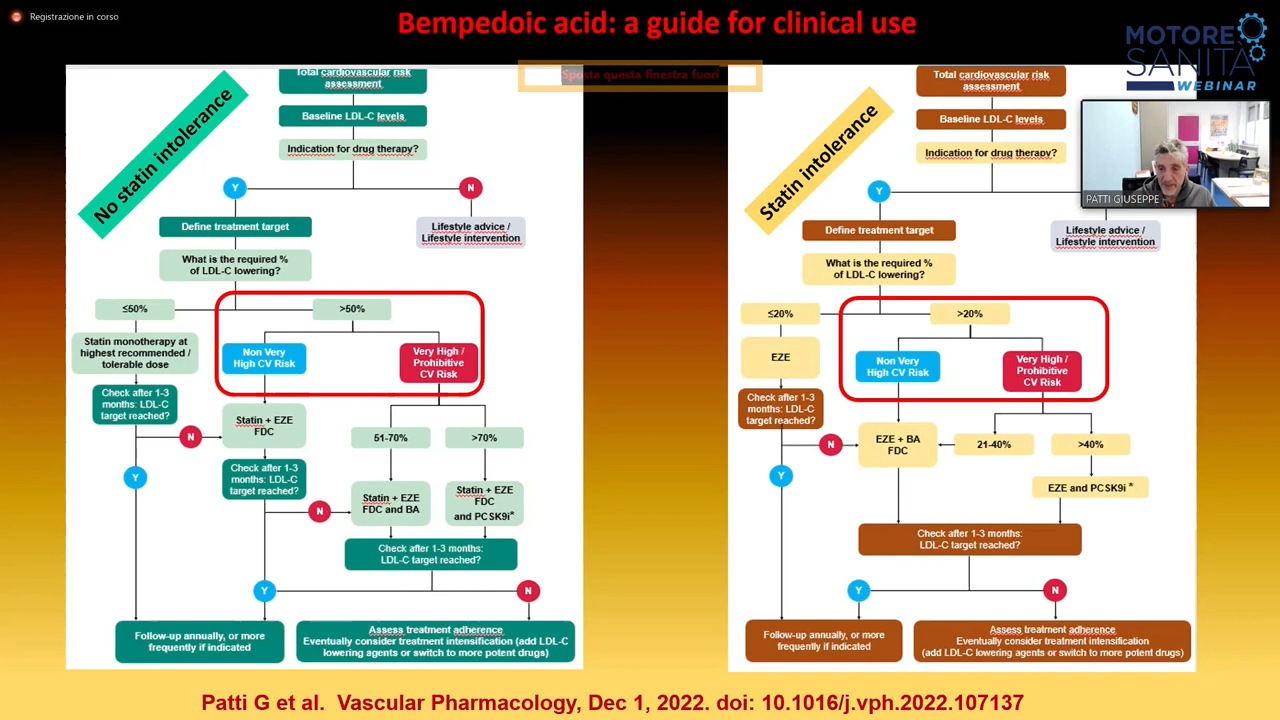 Registrazione in corso
Bempedoic acid: a guide for clinical use
MOTORE
SANITÀ
WEBINAR
Sposta questa finestra fuori
PATTI GIUSEPPE
No statin intolerance
Total cardiovascular risk
assessment
Baseline LDL-C levels
Indication for drug therapy?
Y
N
Define treatment target
Lifestyle advice /
Lifestyle intervention
What is the required %
of LDL-C lowering?
≤50%
>50%
Statin monotherapy at
highest recommended /
tolerable dose
Non Very
High CV Risk
Very High /
Prohibitive
CV Risk
Check after 1-3
months: LDL-C
target reached?
N
Statin + EZE
FDC
51-70%
>70%
Y
Check after 1-3
months: LDL-C
target reached?
N
Statin + EZE
FDC and BA
Statin + EZE
FDC
and PCSK9i*
Check after 1-3 months:
LDL-C target reached?
Y
N
Follow-up annually, or more
frequently if indicated
Assess treatment adherence
Eventually consider treatment intensification (add LDL-C
lowering agents or switch to more potent drugs)
Statin intolerance
Total cardiovascular risk
assessment
Baseline LDL-C levels
Indication for drug therapy?
Y
Define treatment target
Lifestyle advice /
Lifestyle intervention
What is the required %
of LDL-C lowering?
≤20%
>20%
EZE
Non Very
High CV Risk
Very High /
Prohibitive
CV Risk
Check after 1-3
months: LDL-C
target reached?
N
EZE + BA
FDC
21-40%
>40%
Y
EZE and PCSK9i *
Check after 1-3 months:
LDL-C target reached?
Y
N
Follow-up annually, or more
frequently if indicated
Assess treatment adherence
Eventually consider treatment intensification
(add LDL-C lowering agents or switch to more potent drugs)
Patti G et al. Vascular Pharmacology, Dec 1, 2022. doi: 10.1016/j.vph.2022.107137